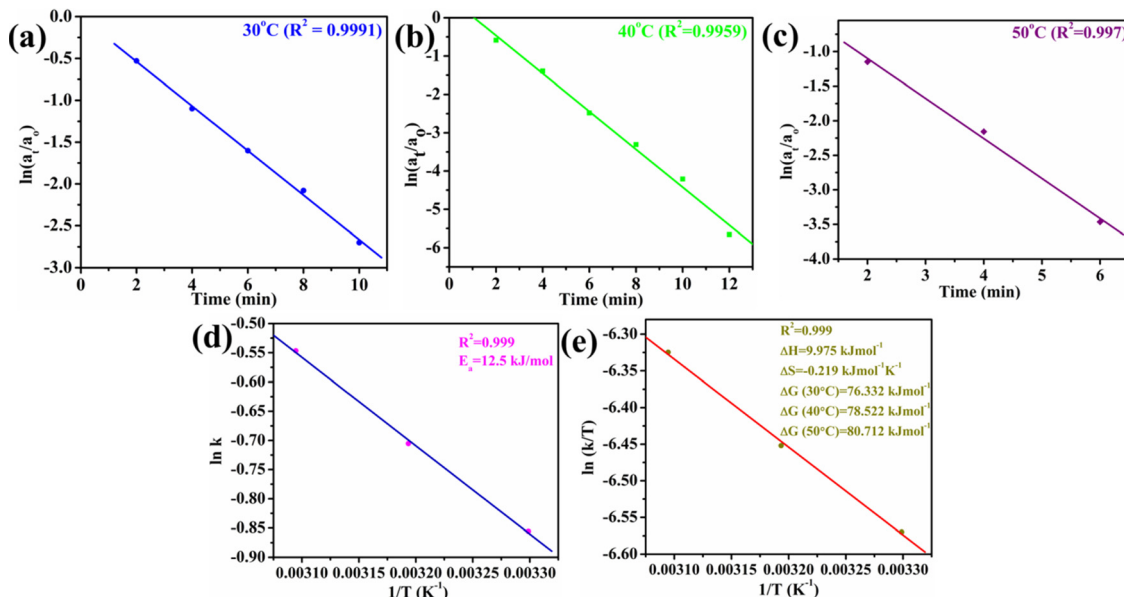 (a)
30°C (R² = 0.9991)
0.0
-0.5
-1.0
-1.5
-2.0
-2.5
-3.0
ln(aₜ/aₒ)
0 2 4 6 8 10
Time (min)
(b)
40°C (R²=0.9959)
0
-1
-2
-3
-4
-5
-6
ln(aₜ/a₀)
0 2 4 6 8 10 12
Time (min)
(c)
50°C (R²=0.997)
-1.0
-1.5
-2.0
-2.5
-3.0
-3.5
-4.0
ln(aₜ/aₒ)
2 3 4 5 6
Time (min)
(d)
R²=0.999
Eₐ=12.5 kJ/mol
-0.50
-0.55
-0.60
-0.65
-0.70
-0.75
-0.80
-0.85
-0.90
ln k
0.00310 0.00315 0.00320 0.00325 0.00330
1/T (K⁻¹)
(e)
R²=0.999
ΔH=9.975 kJmol⁻¹
ΔS=-0.219 kJmol⁻¹K⁻¹
ΔG (30°C)=76.332 kJmol⁻¹
ΔG (40°C)=78.522 kJmol⁻¹
ΔG (50°C)=80.712 kJmol⁻¹
-6.30
-6.35
-6.40
-6.45
-6.50
-6.55
-6.60
ln (k/T)
0.00310 0.00315 0.00320 0.00325 0.00330
1/T (K⁻¹)